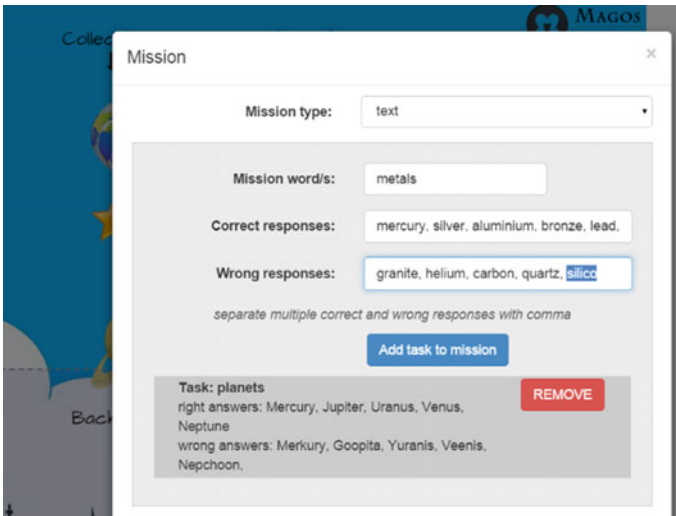 MAGOS
Collec
Mission ×
Mission type: text
Mission word/s: metals
Correct responses: mercury, silver, aluminium, bronze, lead,
Wrong responses: granite, helium, carbon, quartz, silico
separate multiple correct and wrong responses with comma
Add task to mission
Task: planets
REMOVE
right answers: Mercury, Jupiter, Uranus, Venus,
Neptune
wrong answers: Merkury, Goopita, Yuranis, Veenis,
Nepchoon,
Back